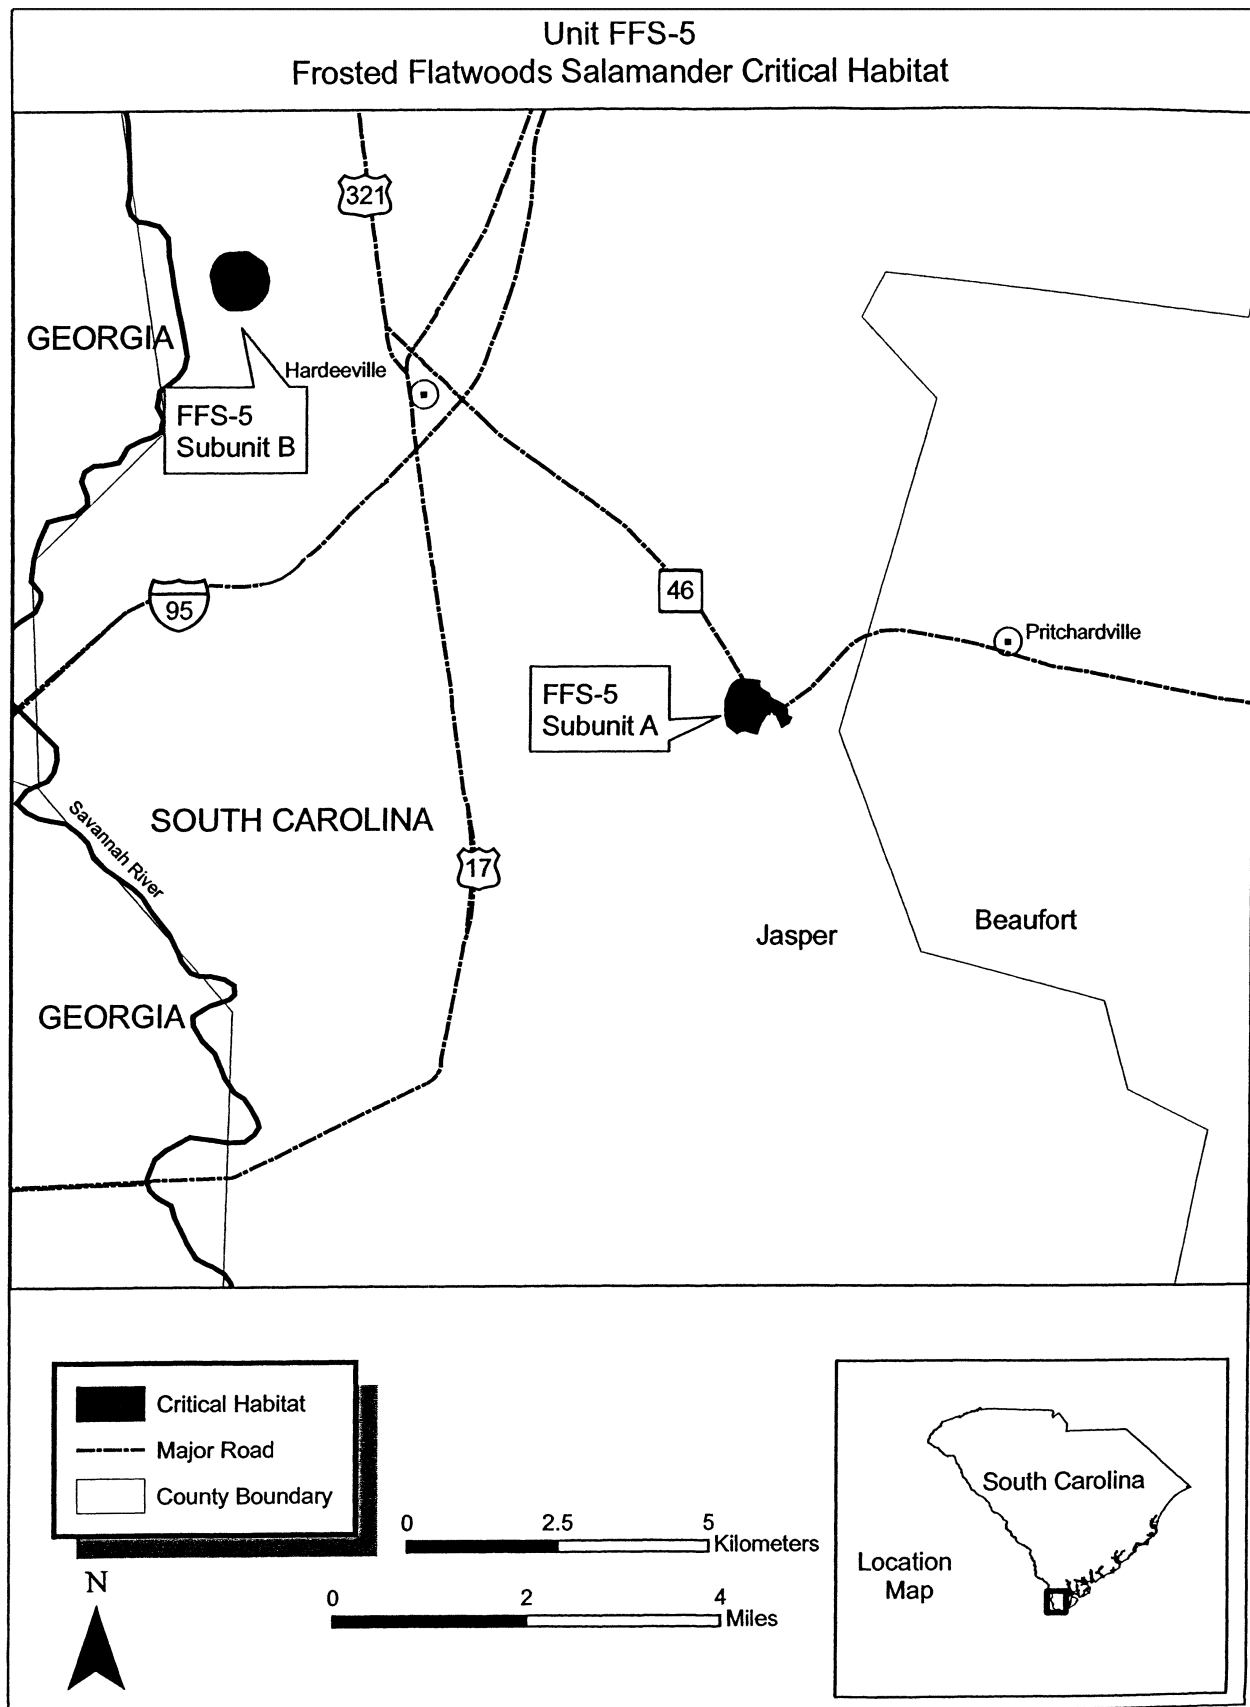 Unit FFS-5
Frosted Flatwoods Salamander Critical Habitat
321
GEORGIA
Hardeeville
FFS-5
Subunit B
95
46
Pritchardville
FFS-5
Subunit A
Savannah River
SOUTH CAROLINA
17
Jasper
Beaufort
GEORGIA
Critical Habitat
Major Road
County Boundary
N
0 2.5 5
Kilometers
0 2 4
Miles
South Carolina
Location
Map